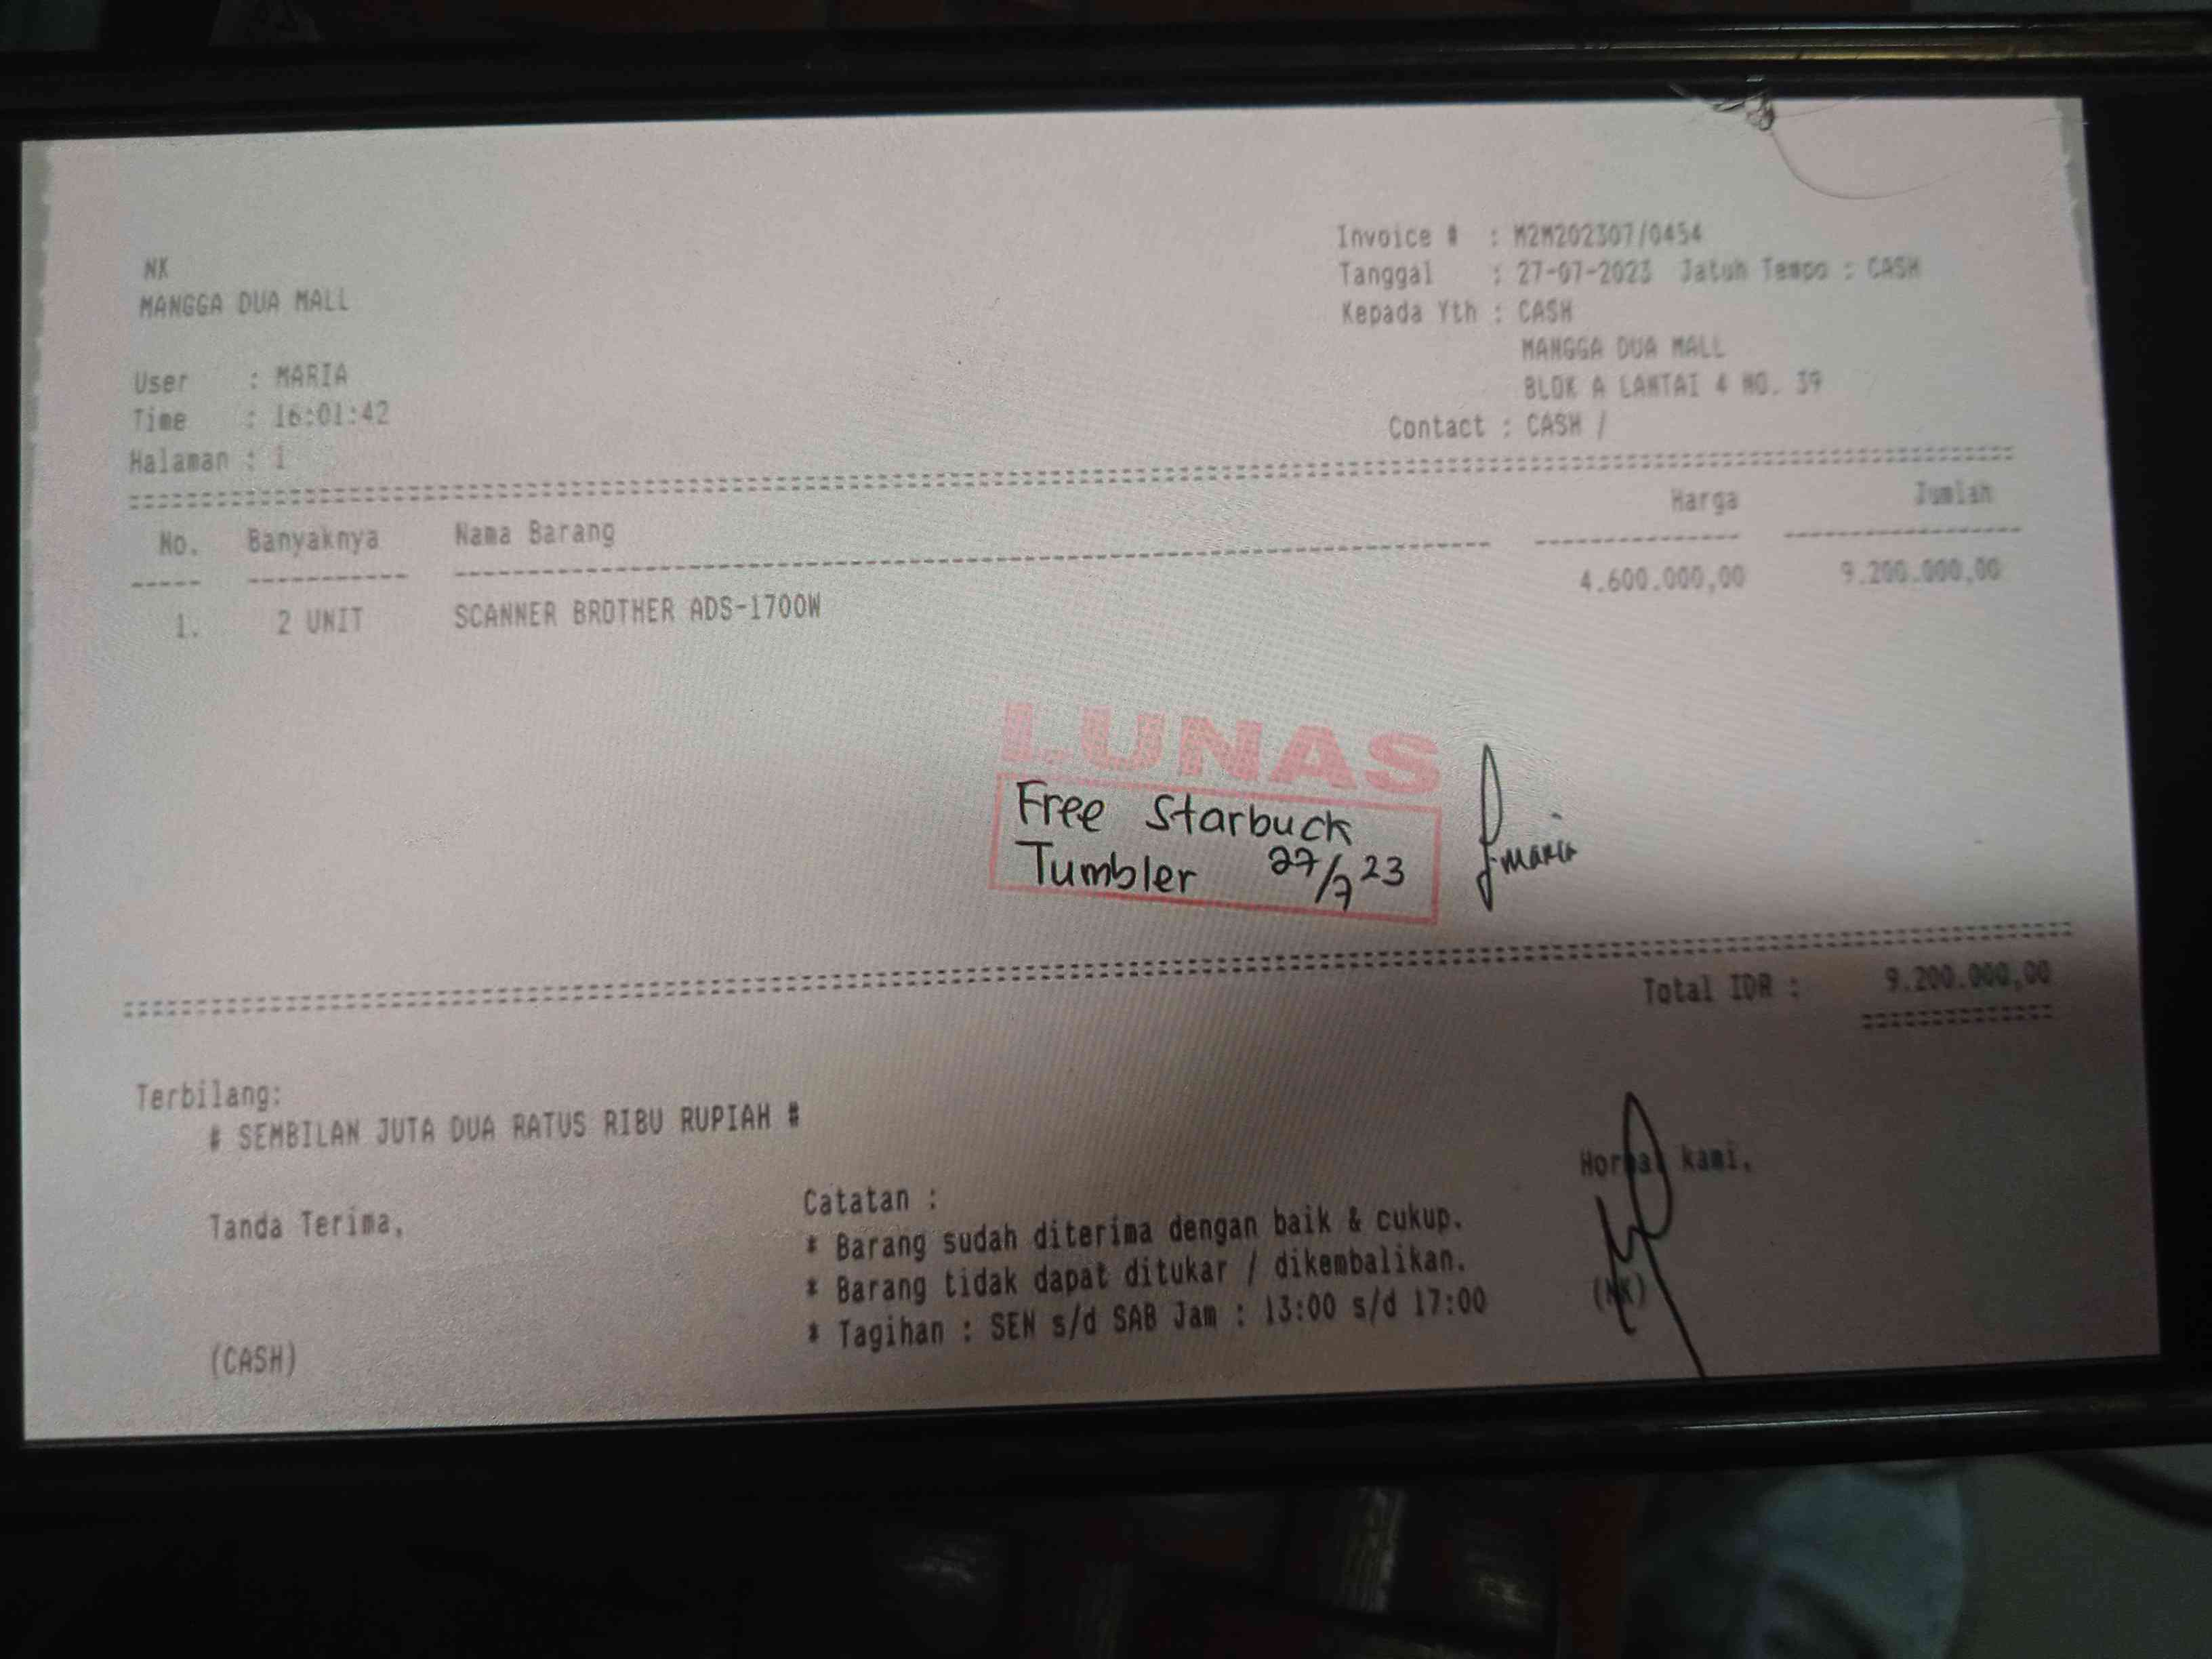 NK
MANGGA DUA MALL
User : MARIA
Time : 16:01:42
Halaman : 1
Invoice # : M2M202307/0454
Tanggal : 27-07-2023 Jatuh Tempo : CASH
Kepada Yth : CASH
MANGGA DUA MALL
BLOK A LANTAI 4 NO. 39
Contact : CASH /
No. Banyaknya Nama Barang Harga Jumlah
1. 2 UNIT SCANNER BROTHER ADS-1700W 4.600.000,00 9.200.000,00
LUNAS
Free Starbuck
Tumbler 27/7 23
maria
Total IDR : 9.200.000,00
Terbilang:
# SEMBILAN JUTA DUA RATUS RIBU RUPIAH #
Tanda Terima,
(CASH)
Catatan :
* Barang sudah diterima dengan baik & cukup.
* Barang tidak dapat ditukar / dikembalikan.
* Tagihan : SEN s/d SAB Jam : 13:00 s/d 17:00
Hormat kami,
(NK)